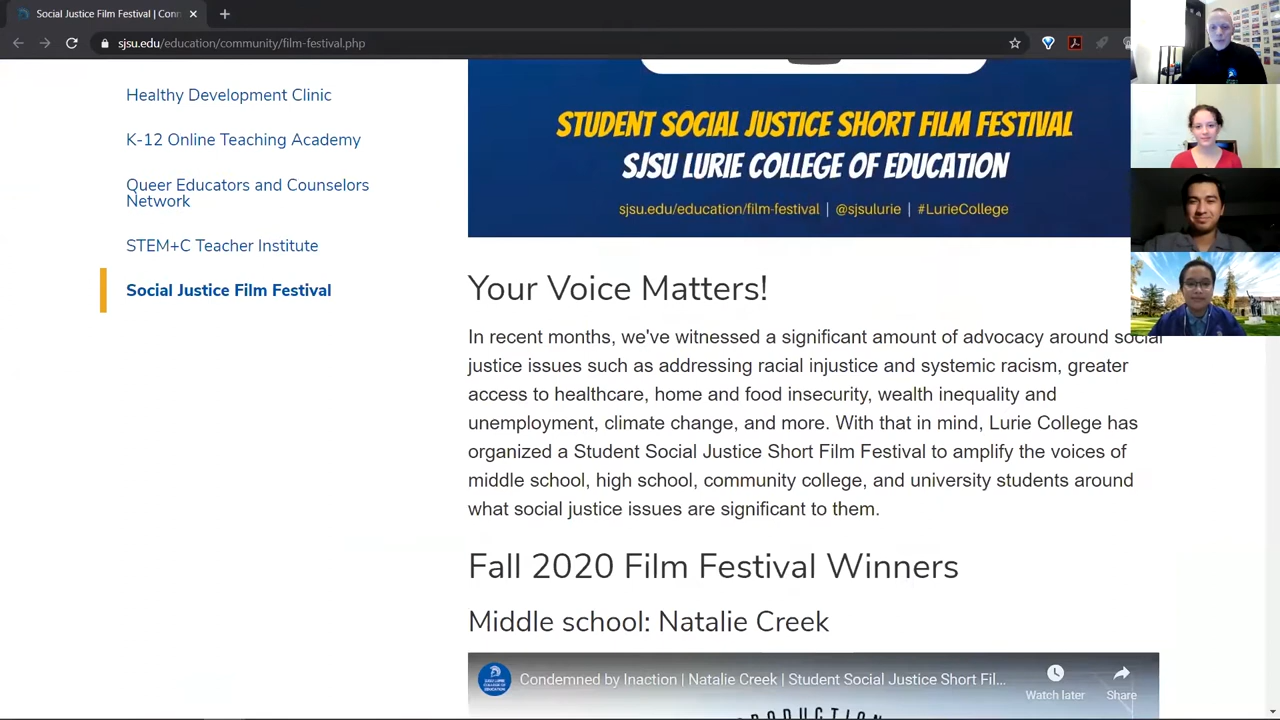 Social Justice Film Festival | Conn
sjsu.edu/education/community/film-festival.php
Healthy Development Clinic
K-12 Online Teaching Academy
Queer Educators and Counselors
Network
STEM+C Teacher Institute
Social Justice Film Festival
STUDENT SOCIAL JUSTICE SHORT FILM FESTIVAL
SJSU LURIE COLLEGE OF EDUCATION
sjsu.edu/education/film-festival | @sjsulurie | #LurieCollege
Your Voice Matters!
In recent months, we've witnessed a significant amount of advocacy around social
justice issues such as addressing racial injustice and systemic racism, greater
access to healthcare, home and food insecurity, wealth inequality and
unemployment, climate change, and more. With that in mind, Lurie College has
organized a Student Social Justice Short Film Festival to amplify the voices of
middle school, high school, community college, and university students around
what social justice issues are significant to them.
Fall 2020 Film Festival Winners
Middle school: Natalie Creek
SJSU LURIE
COLLEGE OF
EDUCATION
Condemned by Inaction | Natalie Creek | Student Social Justice Short Fil...
Watch later
Share